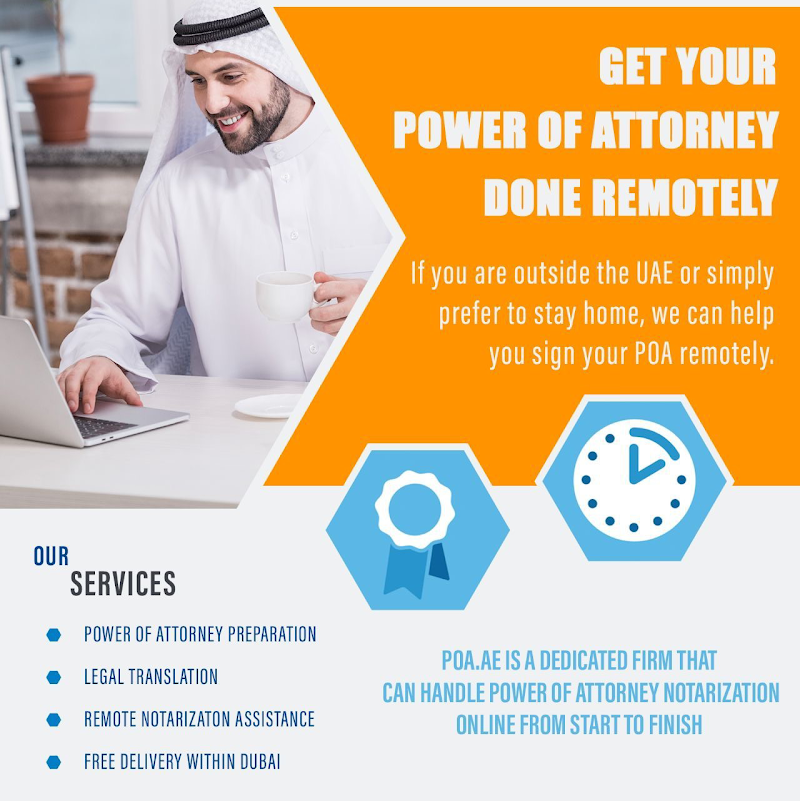 GET YOUR
POWER OF ATTORNEY
DONE REMOTELY
If you are outside the UAE or simply
prefer to stay home, we can help
you sign your POA remotely.
OUR
SERVICES
POWER OF ATTORNEY PREPARATION
LEGAL TRANSLATION
REMOTE NOTARIZATON ASSISTANCE
FREE DELIVERY WITHIN DUBAI
POA.AE IS A DEDICATED FIRM THAT
CAN HANDLE POWER OF ATTORNEY NOTARIZATION
ONLINE FROM START TO FINISH